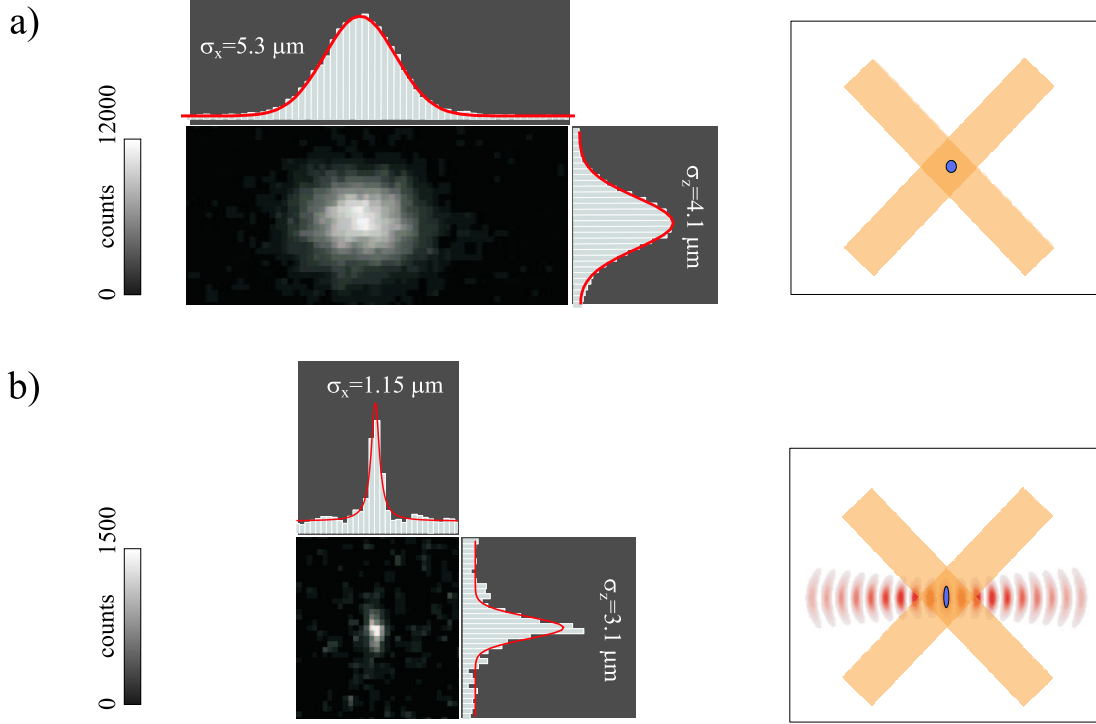 a)
σx=5.3 μm
12000
counts
0
σz=4.1 μm
b)
σx=1.15 μm
1500
counts
0
σz=3.1 μm